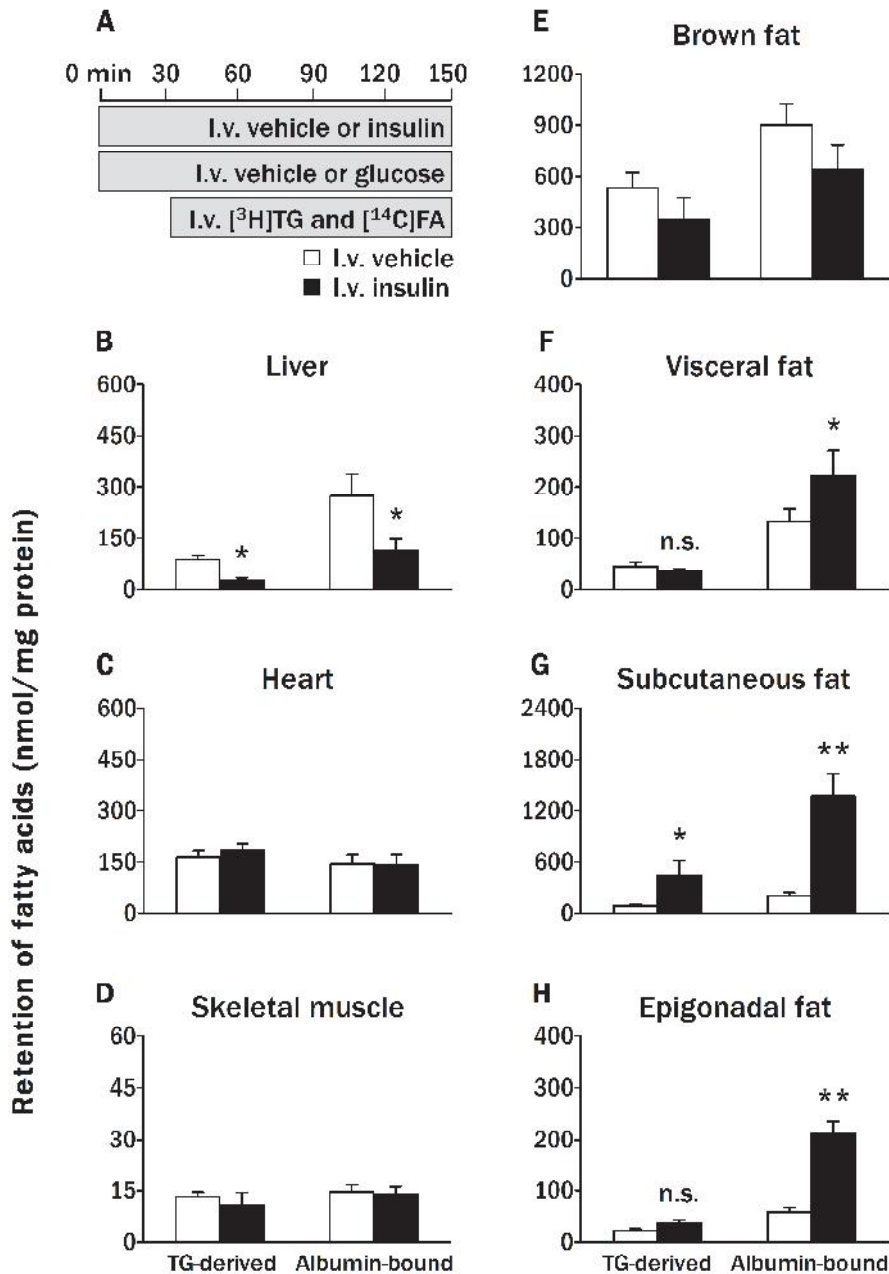 A
0 min 30 60 90 120 150
I.v. vehicle or insulin
I.v. vehicle or glucose
I.v. [³H]TG and [¹⁴C]FA
I.v. vehicle
I.v. insulin
Retention of fatty acids (nmol/mg protein)
B
Liver
600
450
300
150
0
*
*
C
Heart
600
450
300
150
0
D
Skeletal muscle
60
45
30
15
0
TG-derived Albumin-bound
E
Brown fat
1200
900
600
300
0
F
Visceral fat
400
300
200
100
0
n.s.
*
G
Subcutaneous fat
2400
1800
1200
600
0
*
**
H
Epigonadal fat
400
300
200
100
0
n.s.
**
TG-derived Albumin-bound